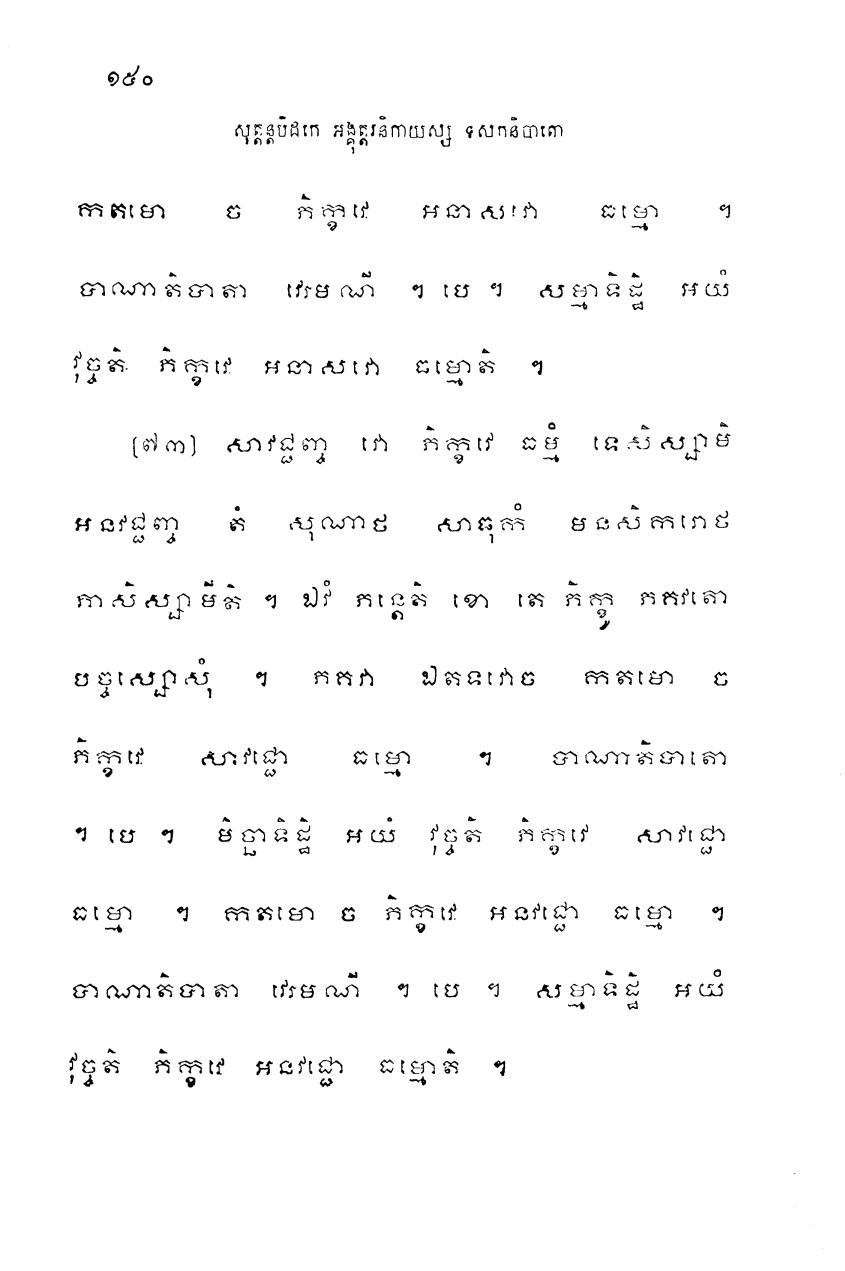 ១៥០
សុត្តន្តបិដកេ អង្គុត្តរនិកាយស្ស ទសកនិបាតោ
កតមោ ច ភិក្ខវេ អនាសវោ ធម្មោ ។
បាណាតិបាតា វេរមណី ។ បេ ។ សម្មាទិដ្ឋិ អយំ
វុច្ចតិ ភិក្ខវេ អនាសវោ ធម្មោតិ ។
[៧៣] សាវជ្ជញ្ច វោ ភិក្ខវេ ធម្មំ ទេសិស្សាមិ
អនវជ្ជញ្ច តំ សុណាថ សាធុកំ មនសិករោថ
ភាសិស្សាមីតិ ។ ឯវំ ភន្តេតិ ខោ តេ ភិក្ខូ ភគវតោ
បច្ចស្សោសុំ ។ ភគវា ឯតទវោច កតមោ ច
ភិក្ខវេ សាវជ្ជោ ធម្មោ ។ បាណាតិបាតោ
។ បេ ។ មិច្ឆាទិដ្ឋិ អយំ វុច្ចតិ ភិក្ខវេ សាវជ្ជោ
ធម្មោ ។ កតមោ ច ភិក្ខវេ អនវជ្ជោ ធម្មោ ។
បាណាតិបាតា វេរមណី ។ បេ ។ សម្មាទិដ្ឋិ អយំ
វុច្ចតិ ភិក្ខវេ អនវជ្ជោ ធម្មោតិ ។